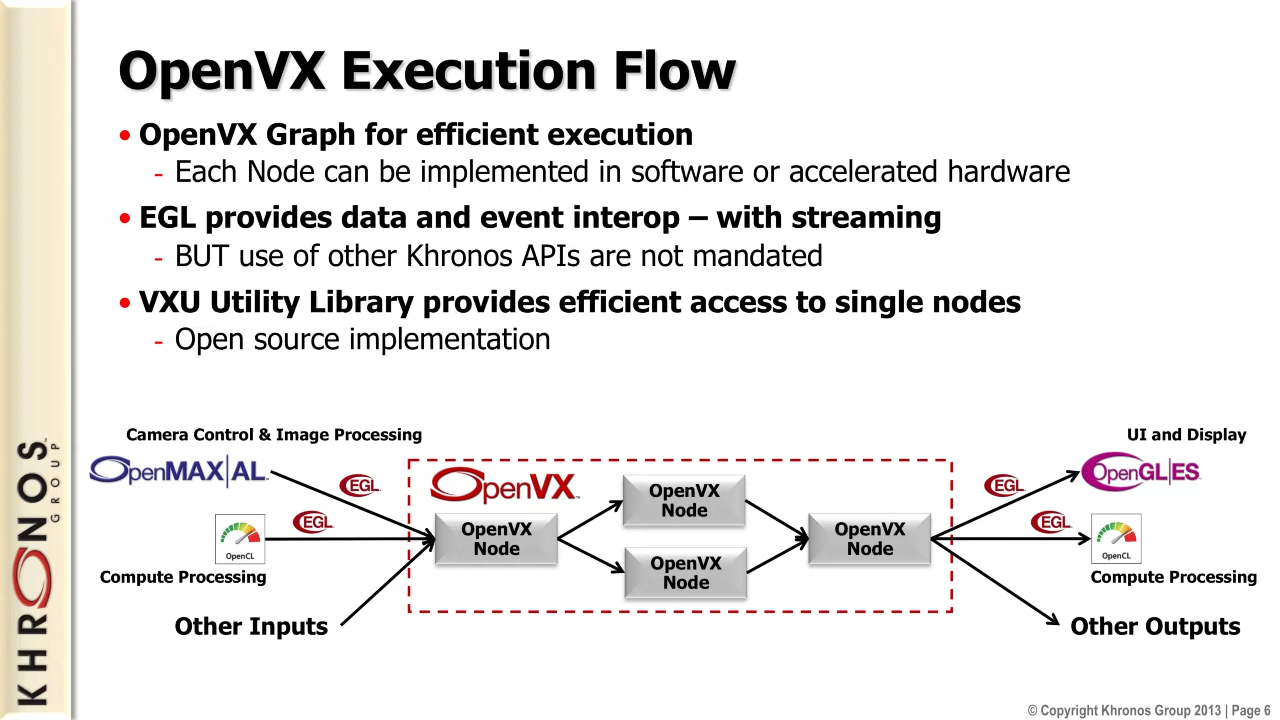 OpenVX Execution Flow
• OpenVX Graph for efficient execution
- Each Node can be implemented in software or accelerated hardware
• EGL provides data and event interop – with streaming
- BUT use of other Khronos APIs are not mandated
• VXU Utility Library provides efficient access to single nodes
- Open source implementation
Camera Control & Image Processing
OpenMAX|AL™
EGL
EGL
OpenCL
Compute Processing
Other Inputs
OpenVX™
OpenVX
Node
OpenVX
Node
OpenVX
Node
OpenVX
Node
UI and Display
EGL
OpenGL|ES™
EGL
OpenCL
Compute Processing
Other Outputs
KHRONOS™
GROUP
© Copyright Khronos Group 2013 | Page 6